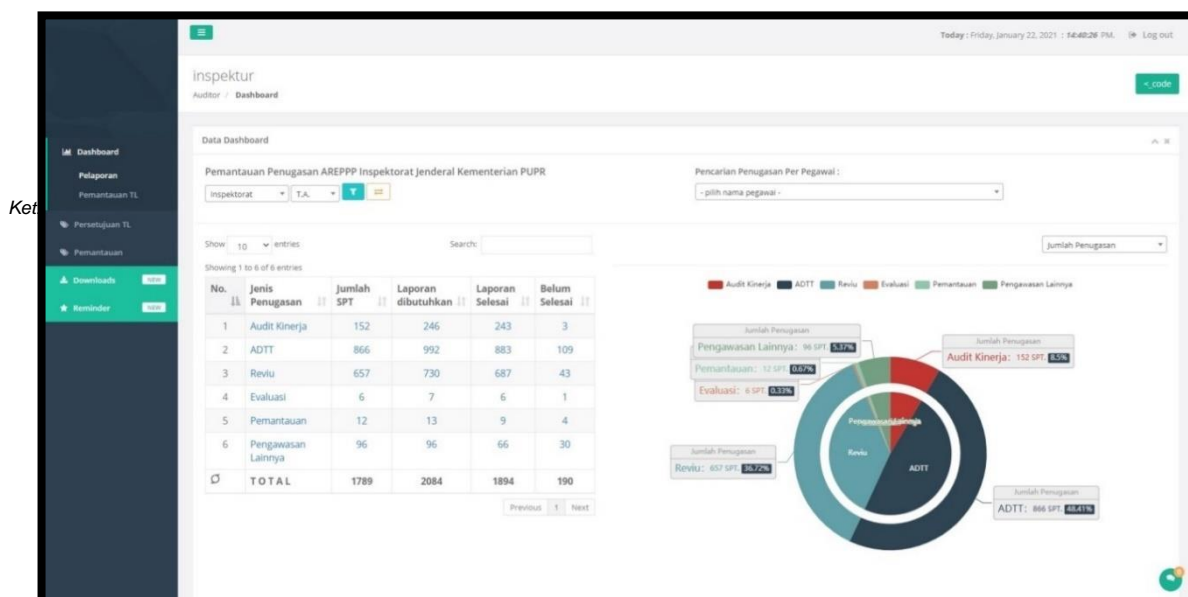 Today : Friday, January 22, 2021 : 14:40:26 PM. Log out
inspektur
Auditor / Dashboard
<_code
Dashboard
Pelaporan
Pemantauan TL
Persetujuan TL
Pemantauan
Downloads NEW
Reminder NEW
Ket
Data Dashboard
Pemantauan Penugasan AREPPP Inspektorat Jenderal Kementerian PUPR
Inspektorat T.A.
Pencarian Penugasan Per Pegawai :
- pilih nama pegawai -
Show 10 entries Search:
Showing 1 to 6 of 6 entries
No. Jenis Penugasan Jumlah SPT Laporan dibutuhkan Laporan Selesai Belum Selesai
1 Audit Kinerja 152 246 243 3
2 ADTT 866 992 883 109
3 Reviu 657 730 687 43
4 Evaluasi 6 7 6 1
5 Pemantauan 12 13 9 4
6 Pengawasan Lainnya 96 96 66 30
T O T A L 1789 2084 1894 190
Previous 1 Next
Jumlah Penugasan
Audit Kinerja ADTT Reviu Evaluasi Pemantauan Pengawasan Lainnya
Jumlah Penugasan
Pengawasan Lainnya: 96 SPT. 5.37%
Pemantauan: 12 SPT. 0.67%
Evaluasi: 6 SPT. 0.33%
Jumlah Penugasan
Audit Kinerja: 152 SPT. 8.5%
Jumlah Penugasan
Reviu: 657 SPT. 36.72%
Jumlah Penugasan
ADTT: 866 SPT. 48.41%
Reviu
ADTT